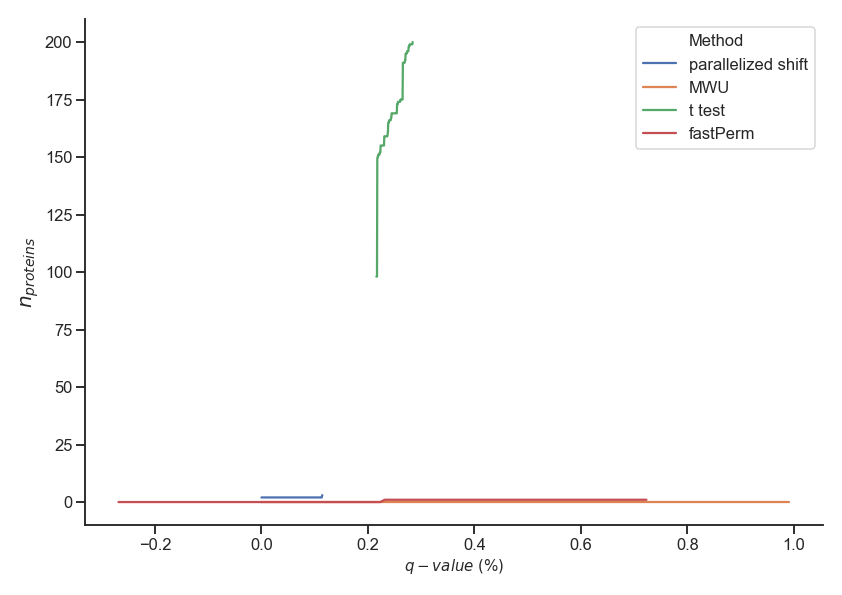 Method
parallelized shift
MWU
t test
fastPerm
200
175
150
125
100
75
50
25
0
n_proteins
−0.2
0.0
0.2
0.4
0.6
0.8
1.0
q − value (%)